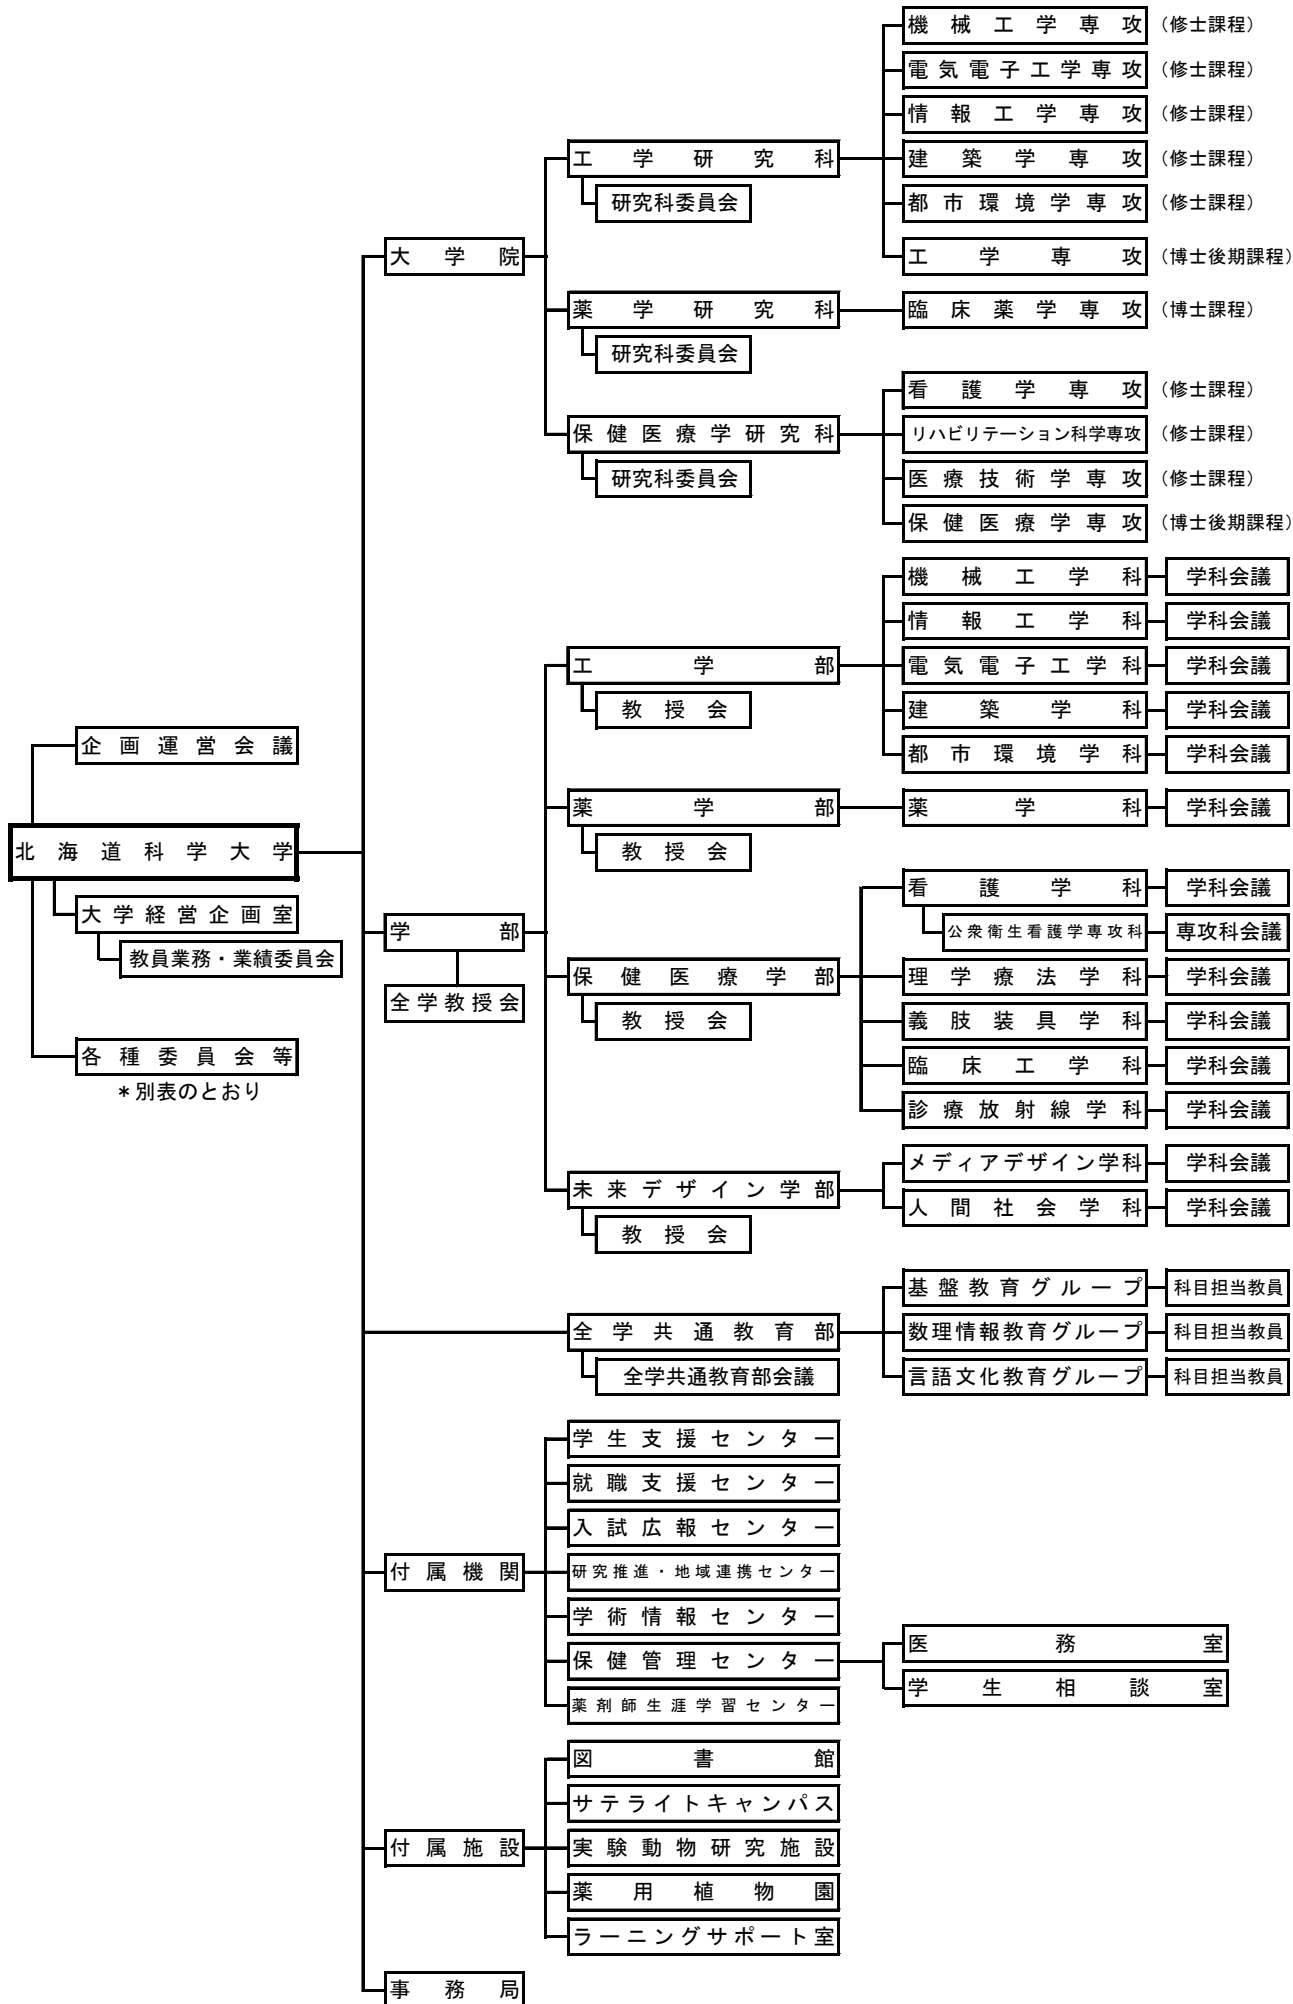 機械工学専攻 (修士課程)
電気電子工学専攻 (修士課程)
情報工学専攻 (修士課程)
工学研究科
建築学専攻 (修士課程)
研究科委員会
都市環境学専攻 (修士課程)
大学院
工学専攻 (博士後期課程)
薬学研究科
臨床薬学専攻 (博士課程)
研究科委員会
看護学専攻 (修士課程)
保健医療学研究科
リハビリテーション科学専攻 (修士課程)
研究科委員会
医療技術学専攻 (修士課程)
保健医療学専攻 (博士後期課程)
機械工学科 学科会議
情報工学科 学科会議
工学部
電気電子工学科 学科会議
教授会
建築学科 学科会議
企画運営会議
都市環境学科 学科会議
薬学部
薬学科 学科会議
北海道科学大学
教授会
看護学科 学科会議
大学経営企画室
学部
公衆衛生看護学専攻科 専攻科会議
教員業務・業績委員会
保健医療学部
理学療法学科 学科会議
全学教授会
教授会
義肢装具学科 学科会議
各種委員会等
臨床工学科 学科会議
*別表のとおり
診療放射線学科 学科会議
メディアデザイン学科 学科会議
未来デザイン学部
人間社会学科 学科会議
教授会
基盤教育グループ 科目担当教員
全学共通教育部
数理情報教育グループ 科目担当教員
全学共通教育部会議
言語文化教育グループ 科目担当教員
学生支援センター
就職支援センター
入試広報センター
付属機関
研究推進・地域連携センター
学術情報センター
医務室
保健管理センター
学生相談室
薬剤師生涯学習センター
図書館
サテライトキャンパス
付属施設
実験動物研究施設
薬用植物園
ラーニングサポート室
事務局